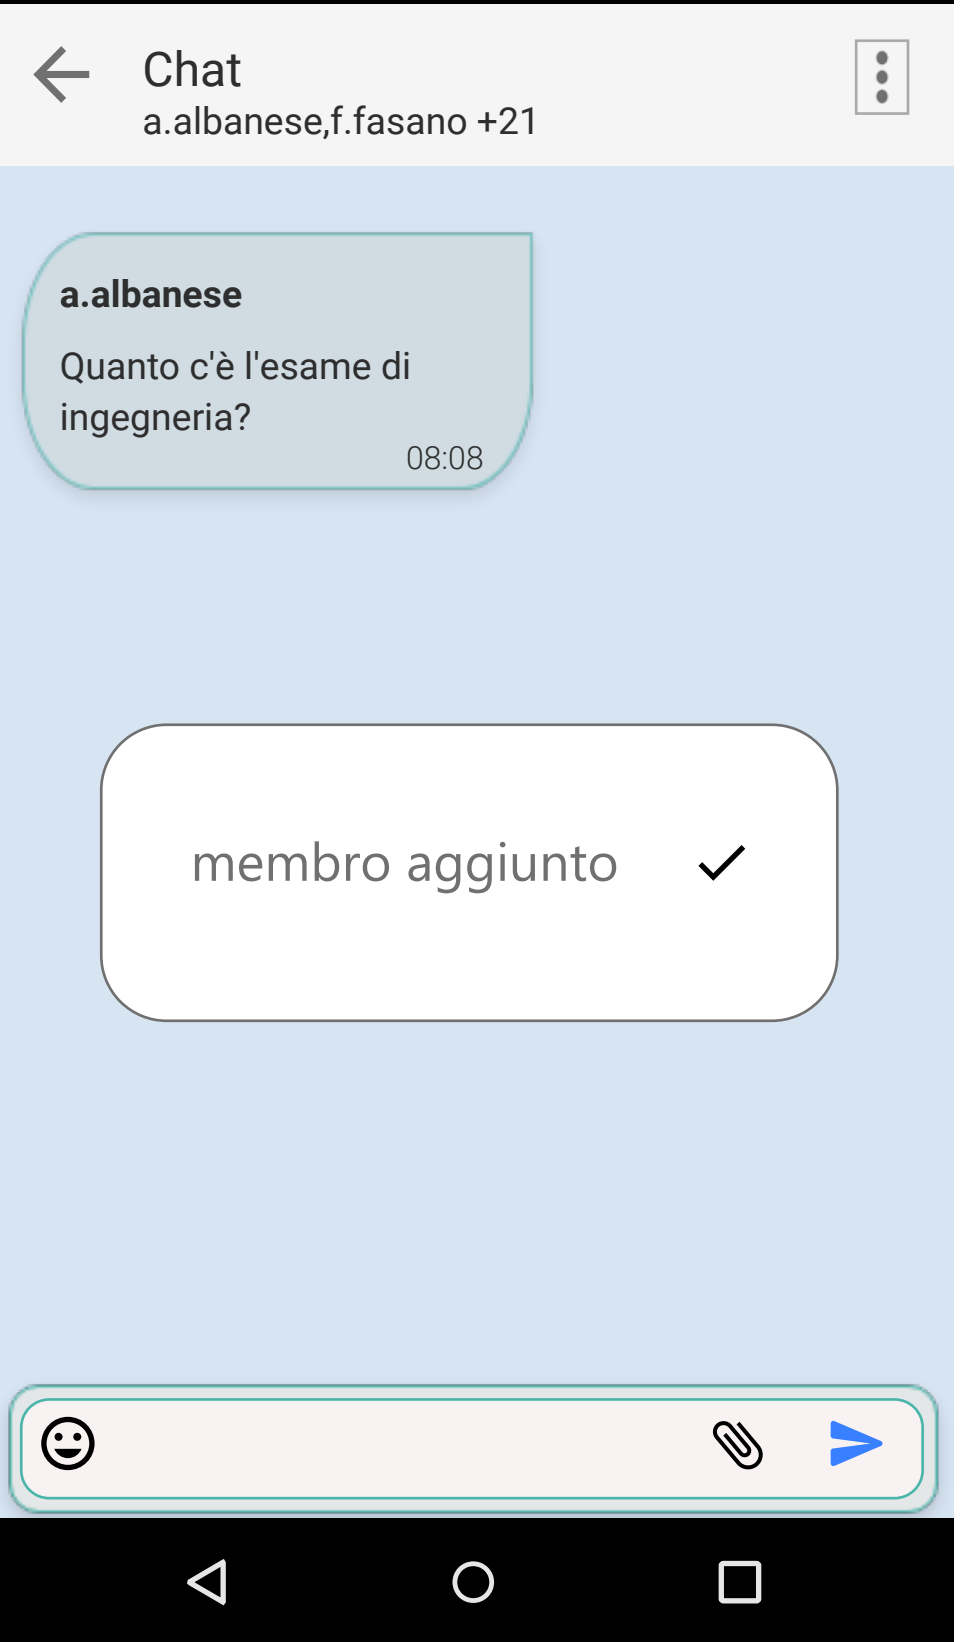 Chat
a.albanese,f.fasano +21
a.albanese
Quanto c'è l'esame di
ingegneria?
08:08
membro aggiunto